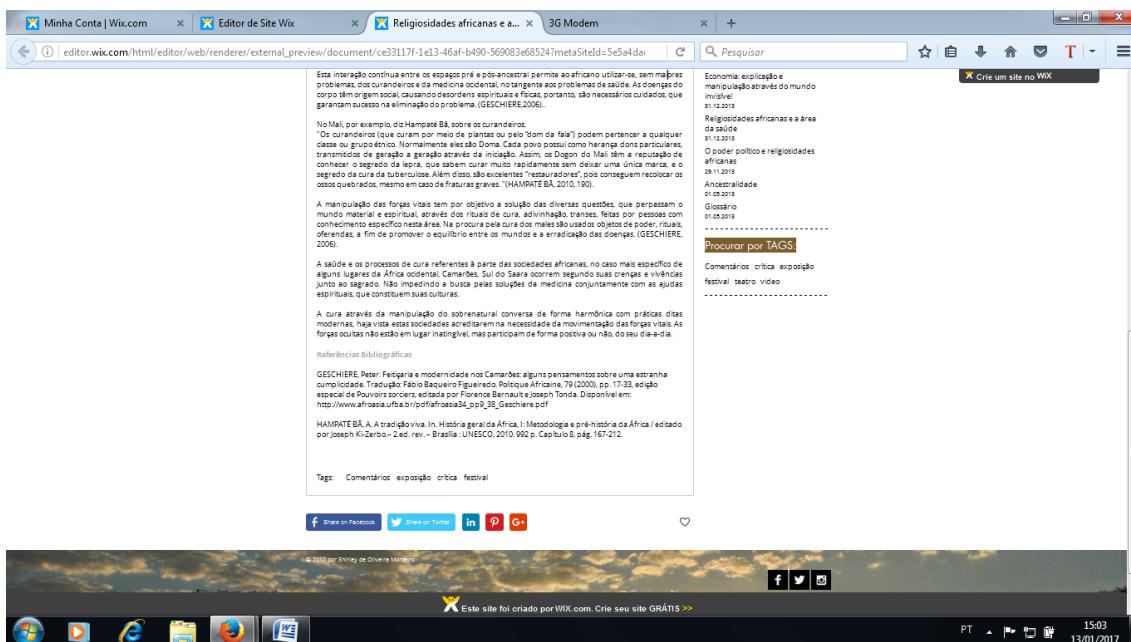 Minha Conta | Wix.com
Editor de Site Wix
Religiosidades africanas e a...
3G Modem
editor.wix.com/html/editor/web/renderer/external_preview/document/ce33117f-1e13-46af-b490-569083e68524?metaSiteId=5e5a4da
Pesquisar
Crie um site no WiX
Esta interação contínua entre os espaços pré e pós-ancestral permite ao africano utilizar-se, sem maiores
problemas, dos curandeiros e da medicina ocidental, no tangente aos problemas de saúde. As doenças do
corpo têm origem social, causando desordens espirituais e físicas, portanto, são necessários cuidados, que
garantam sucesso na eliminação do problema. (GESCHIERE,2006)..
No Mali, por exemplo, diz Hampaté Bâ, sobre os curandeiros.
"Os curandeiros (que curam por meio de plantas ou pelo "dom da fala") podem pertencer a qualquer
classe ou grupo étnico. Normalmente eles são Doma. Cada povo possui como herança dons particulares,
transmitidos de geração a geração através da iniciação. Assim, os Dogon do Mali têm a reputação de
conhecer o segredo da lepra, que sabem curar muito rapidamente sem deixar uma única marca, e o
segredo da cura da tuberculose. Além disso, são excelentes "restauradores", pois conseguem recolocar os
ossos quebrados, mesmo em caso de fraturas graves. "(HAMPATÉ BÂ, 2010, 190).
A manipulação das forças vitais tem por objetivo a solução das diversas questões, que perpassam o
mundo material e espiritual, através dos rituais de cura, adivinhação, transes, feitas por pessoas com
conhecimento específico nesta área. Na procura pela cura dos males são usados objetos de poder, rituais,
oferendas, a fim de promover o equilíbrio entre os mundos e a erradicação das doenças. (GESCHIERE,
2006).
A saúde e os processos de cura referentes à parte das sociedades africanas, no caso mais específico de
alguns lugares da África ocidental, Camarões, Sul do Saara ocorrem segundo suas crenças e vivências
junto ao sagrado. Não impedindo a busca pelas soluções da medicina conjuntamente com as ajudas
espirituais, que constituem suas culturas.
A cura através da manipulação do sobrenatural conversa de forma harmônica com práticas ditas
modernas, haja vista estas sociedades acreditarem na necessidade da movimentação das forças vitais. As
forças ocultas não estão em lugar inatingível, mas participam de forma positiva ou não, do seu dia-a-dia.
Referências Bibliográficas
GESCHIERE, Peter. Feitiçaria e modernidade nos Camarões: alguns pensamentos sobre uma estranha
cumplicidade. Tradução: Fábio Baqueiro Figueiredo. Politique Africaine, 79 (2000), pp. 17-33, edição
especial de Pouvoirs sorciers, editada por Florence Bernault e Joseph Tonda. Disponível em:
http://www.afroasia.ufba.br/pdf/afroasia34_pp9_38_Geschiere.pdf
HAMPATÉ BÂ, A. A tradição viva. In. História geral da África, I: Metodologia e pré-história da África / editado
por Joseph Ki-Zerbo.– 2.ed. rev. – Brasília : UNESCO, 2010. 992 p. Capítulo 8, pág. 167-212.
Tags: Comentários exposição crítica festival
Economia: explicação e
manipulação através do mundo
invisível
31.12.2013
Religiosidades africanas e a área
da saúde
31.12.2013
O poder político e religiosidades
africanas
29.11.2013
Ancestralidade
01.05.2013
Glossário
01.05.2013
Procurar por TAGS:
Comentários crítica exposição
festival teatro video
Share on Facebook
Share on Twitter
© 2017 por Shirley de Oliveira Monteiro
Este site foi criado por WIX.com. Crie seu site GRÁTIS >>
PT
15:03
13/01/2017